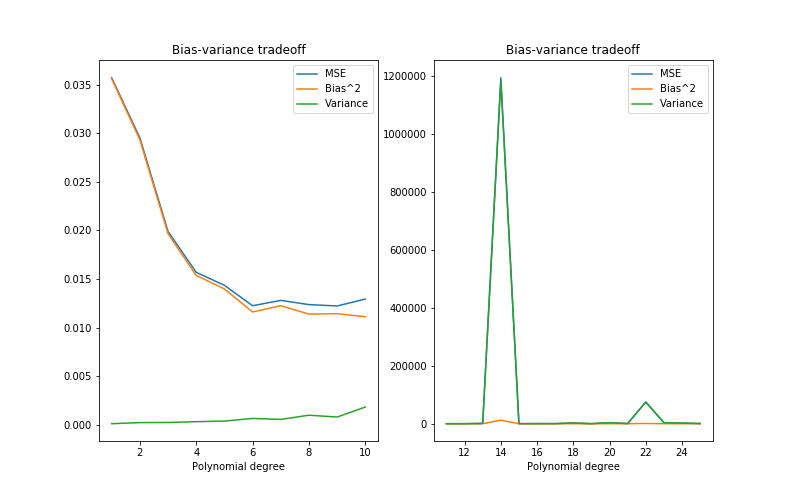 Bias-variance tradeoff
MSE
Bias^2
Variance
0.035
0.030
0.025
0.020
0.015
0.010
0.005
0.000
2 4 6 8 10
Polynomial degree
Bias-variance tradeoff
MSE
Bias^2
Variance
1200000
1000000
800000
600000
400000
200000
0
12 14 16 18 20 22 24
Polynomial degree